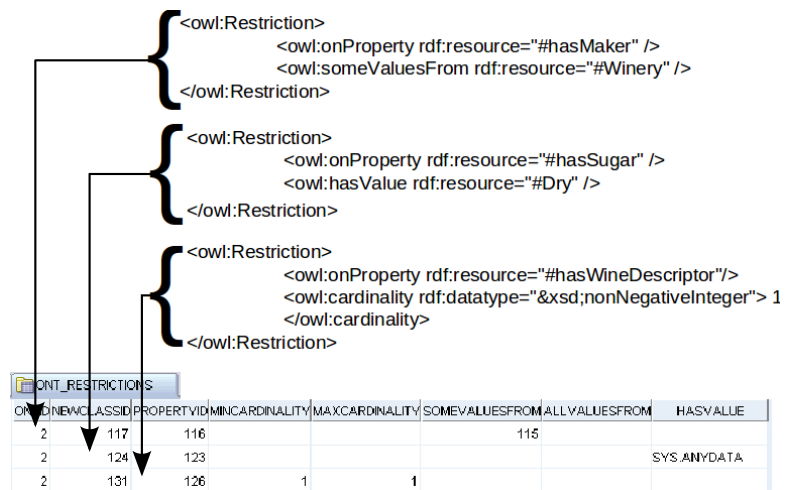 <owl:Restriction>
<owl:onProperty rdf:resource="#hasMaker" />
<owl:someValuesFrom rdf:resource="#Winery" />
</owl:Restriction>
<owl:Restriction>
<owl:onProperty rdf:resource="#hasSugar" />
<owl:hasValue rdf:resource="#Dry" />
</owl:Restriction>
<owl:Restriction>
<owl:onProperty rdf:resource="#hasWineDescriptor"/>
<owl:cardinality rdf:datatype="&xsd;nonNegativeInteger"> 1
</owl:cardinality>
</owl:Restriction>
ONT_RESTRICTIONS
NEWCLASSID PROPERTYID MINCARDINALITY MAXCARDINALITY SOMEVALUESFROM ALLVALUESFROM HASVALUE
2 117 116 115
2 124 123 SYS.ANYDATA
2 131 126 1 1